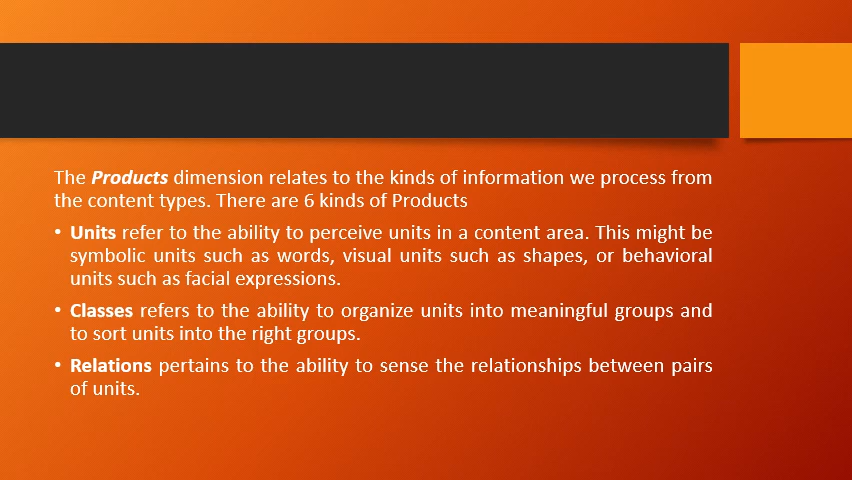 The Products dimension relates to the kinds of information we process from
the content types. There are 6 kinds of Products
• Units refer to the ability to perceive units in a content area. This might be
symbolic units such as words, visual units such as shapes, or behavioral
units such as facial expressions.
• Classes refers to the ability to organize units into meaningful groups and
to sort units into the right groups.
• Relations pertains to the ability to sense the relationships between pairs
of units.